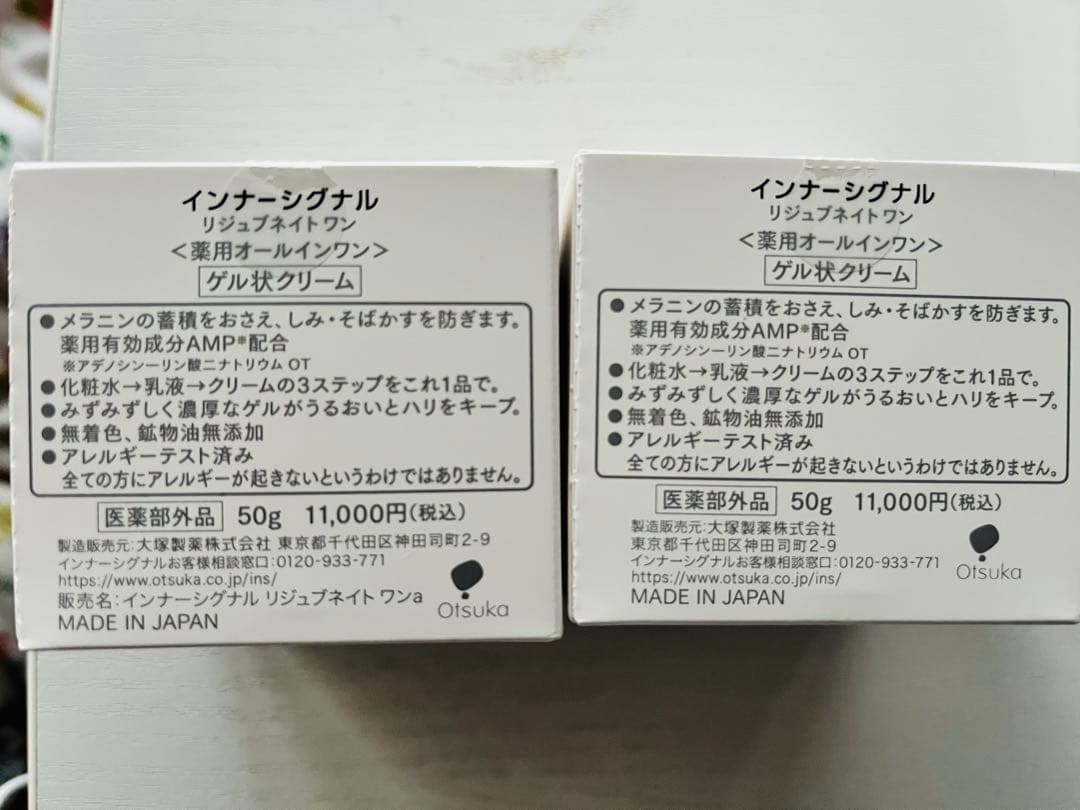 インナーシグナル
リジュブネイト ワン
＜薬用オールインワン＞
ゲル状クリーム
●メラニンの蓄積をおさえ、しみ・そばかすを防ぎます。
薬用有効成分AMP※配合
※アデノシン一リン酸二ナトリウム OT
●化粧水→乳液→クリームの3ステップをこれ1品で。
●みずみずしく濃厚なゲルがうるおいとハリをキープ。
●無着色、鉱物油無添加
●アレルギーテスト済み
全ての方にアレルギーが起きないというわけではありません。
医薬部外品 50g 11,000円(税込)
製造販売元:大塚製薬株式会社 東京都千代田区神田司町2-9
インナーシグナルお客様相談窓口:0120-933-771
https://www.otsuka.co.jp/ins/
販売名:インナーシグナル リジュブネイト ワンa
MADE IN JAPAN
Otsuka
インナーシグナル
リジュブネイト ワン
＜薬用オールインワン＞
ゲル状クリーム
●メラニンの蓄積をおさえ、しみ・そばかすを防ぎます。
薬用有効成分AMP※配合
※アデノシン一リン酸二ナトリウム OT
●化粧水→乳液→クリームの3ステップをこれ1品で。
●みずみずしく濃厚なゲルがうるおいとハリをキープ。
●無着色、鉱物油無添加
●アレルギーテスト済み
全ての方にアレルギーが起きないというわけではありません。
医薬部外品 50g 11,000円(税込)
製造販売元:大塚製薬株式会社
東京都千代田区神田司町2-9
インナーシグナルお客様相談窓口:0120-933-771
https://www.otsuka.co.jp/ins/
MADE IN JAPAN
Otsuka